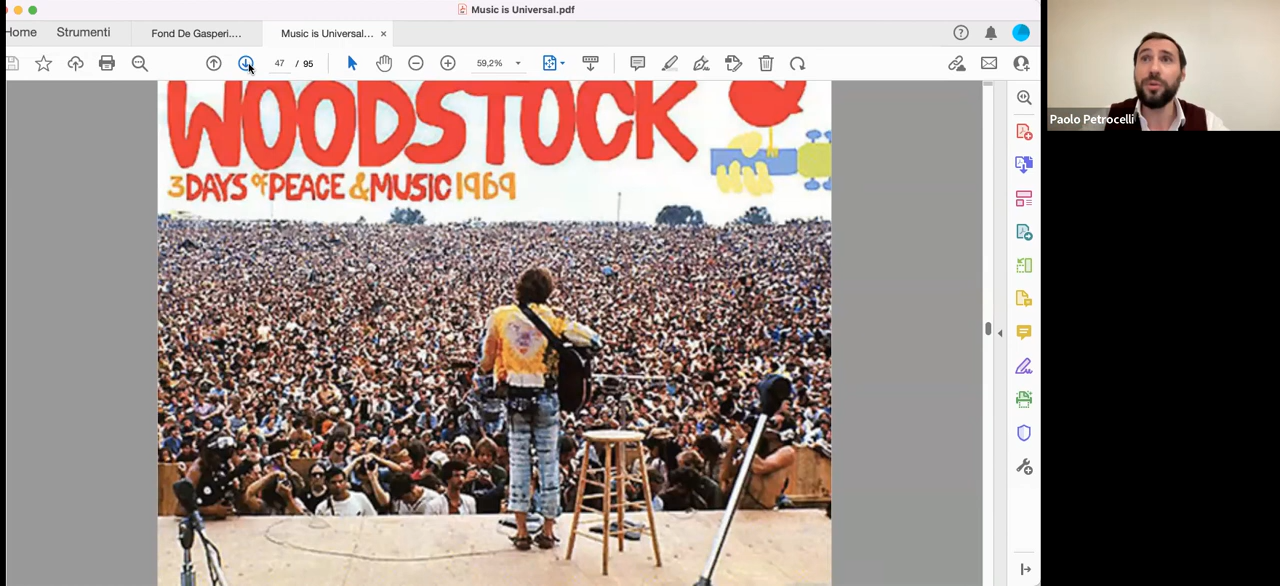 Music is Universal.pdf
Home
Strumenti
Fond De Gasperi....
Music is Universal... ×
47 / 95
59,2%
Paolo Petrocelli
WOODSTOCK
3 DAYS of PEACE & MUSIC 1969